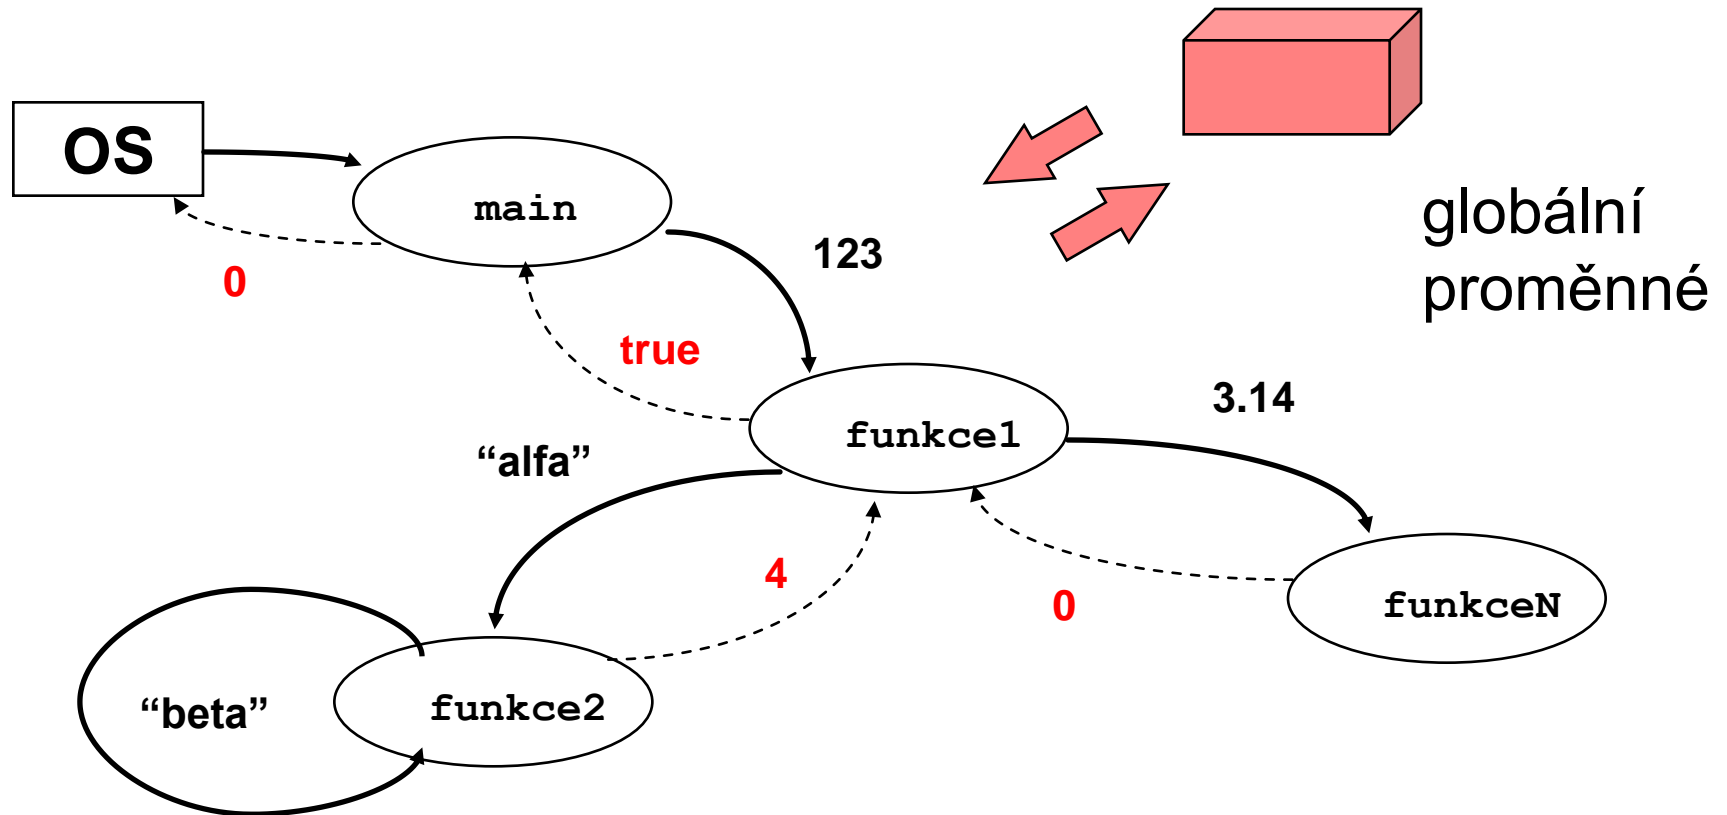 OS
main
0
123
globální
proměnné
true
3.14
funkce1
“alfa”
4
0
funkceN
“beta”
funkce2